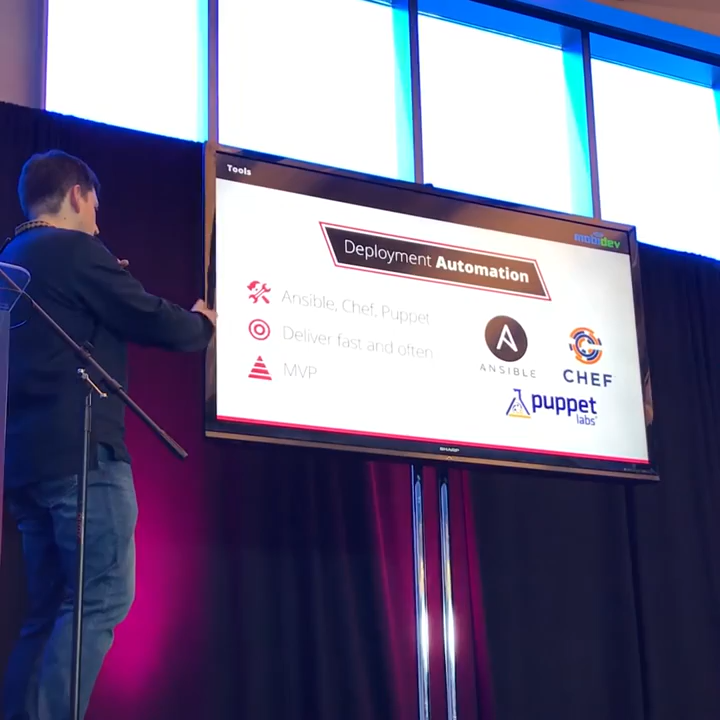 Tools
mobidev
Deployment Automation
Ansible, Chef, Puppet
Deliver fast and often
MVP
ANSIBLE
CHEF
puppet
labs
SHARP